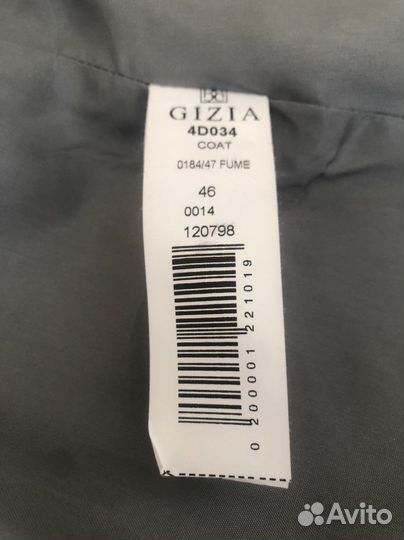 GIZIA
4D034
COAT
0184/47 FUME
46
0014
120798
0 200001 221019
Avito